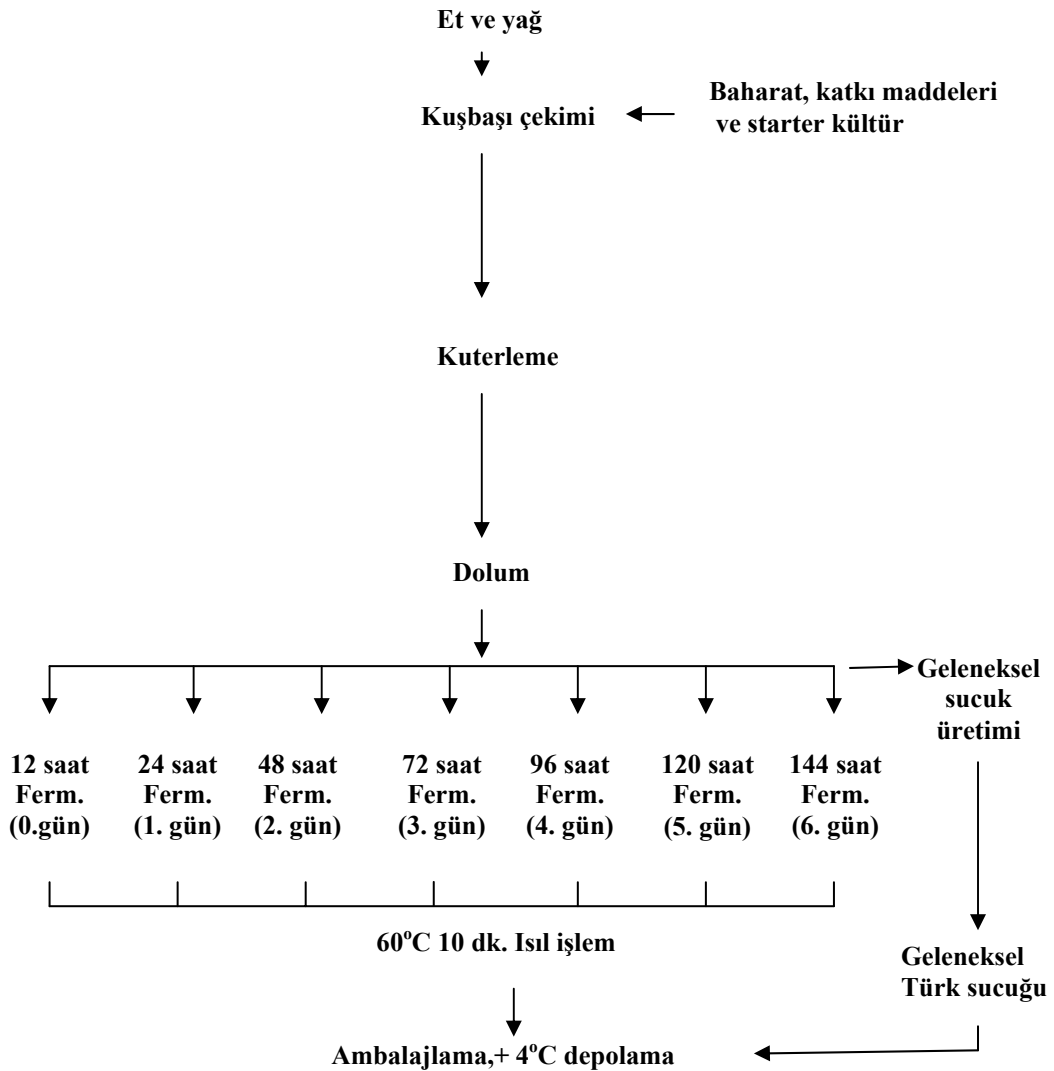 Et ve yağ
Kuşbaşı çekimi
Baharat, katkı maddeleri
ve starter kültür
Kuterleme
Dolum
Geleneksel
sucuk
üretimi
12 saat
Ferm.
(0.gün)
24 saat
Ferm.
(1. gün)
48 saat
Ferm.
(2. gün)
72 saat
Ferm.
(3. gün)
96 saat
Ferm.
(4. gün)
120 saat
Ferm.
(5. gün)
144 saat
Ferm.
(6. gün)
60°C 10 dk. Isıl işlem
Geleneksel
Türk sucuğu
Ambalajlama,+ 4°C depolama